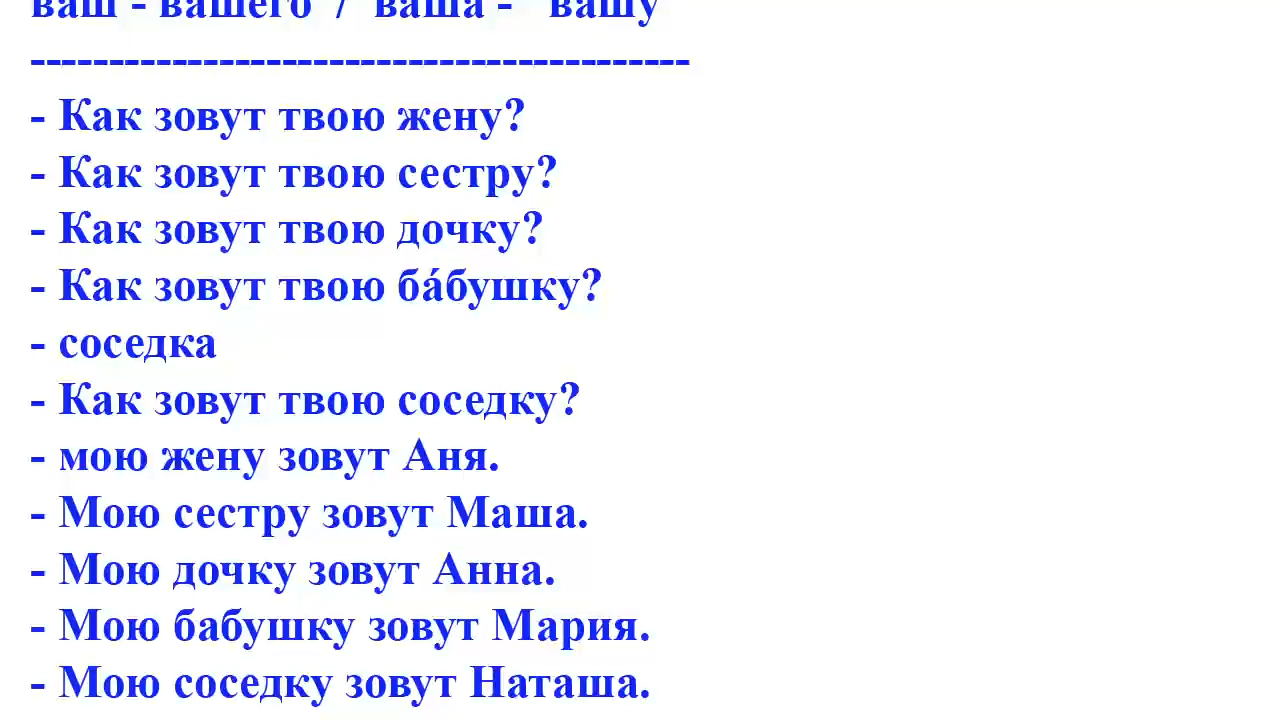 ваш - вашего / ваша - вашу
------------------------------------------
- Как зовут твою жену?
- Как зовут твою сестру?
- Как зовут твою дочку?
- Как зовут твою ба́бушку?
- соседка
- Как зовут твою соседку?
- мою жену зовут Аня.
- Мою сестру зовут Маша.
- Мою дочку зовут Анна.
- Мою бабушку зовут Мария.
- Мою соседку зовут Наташа.